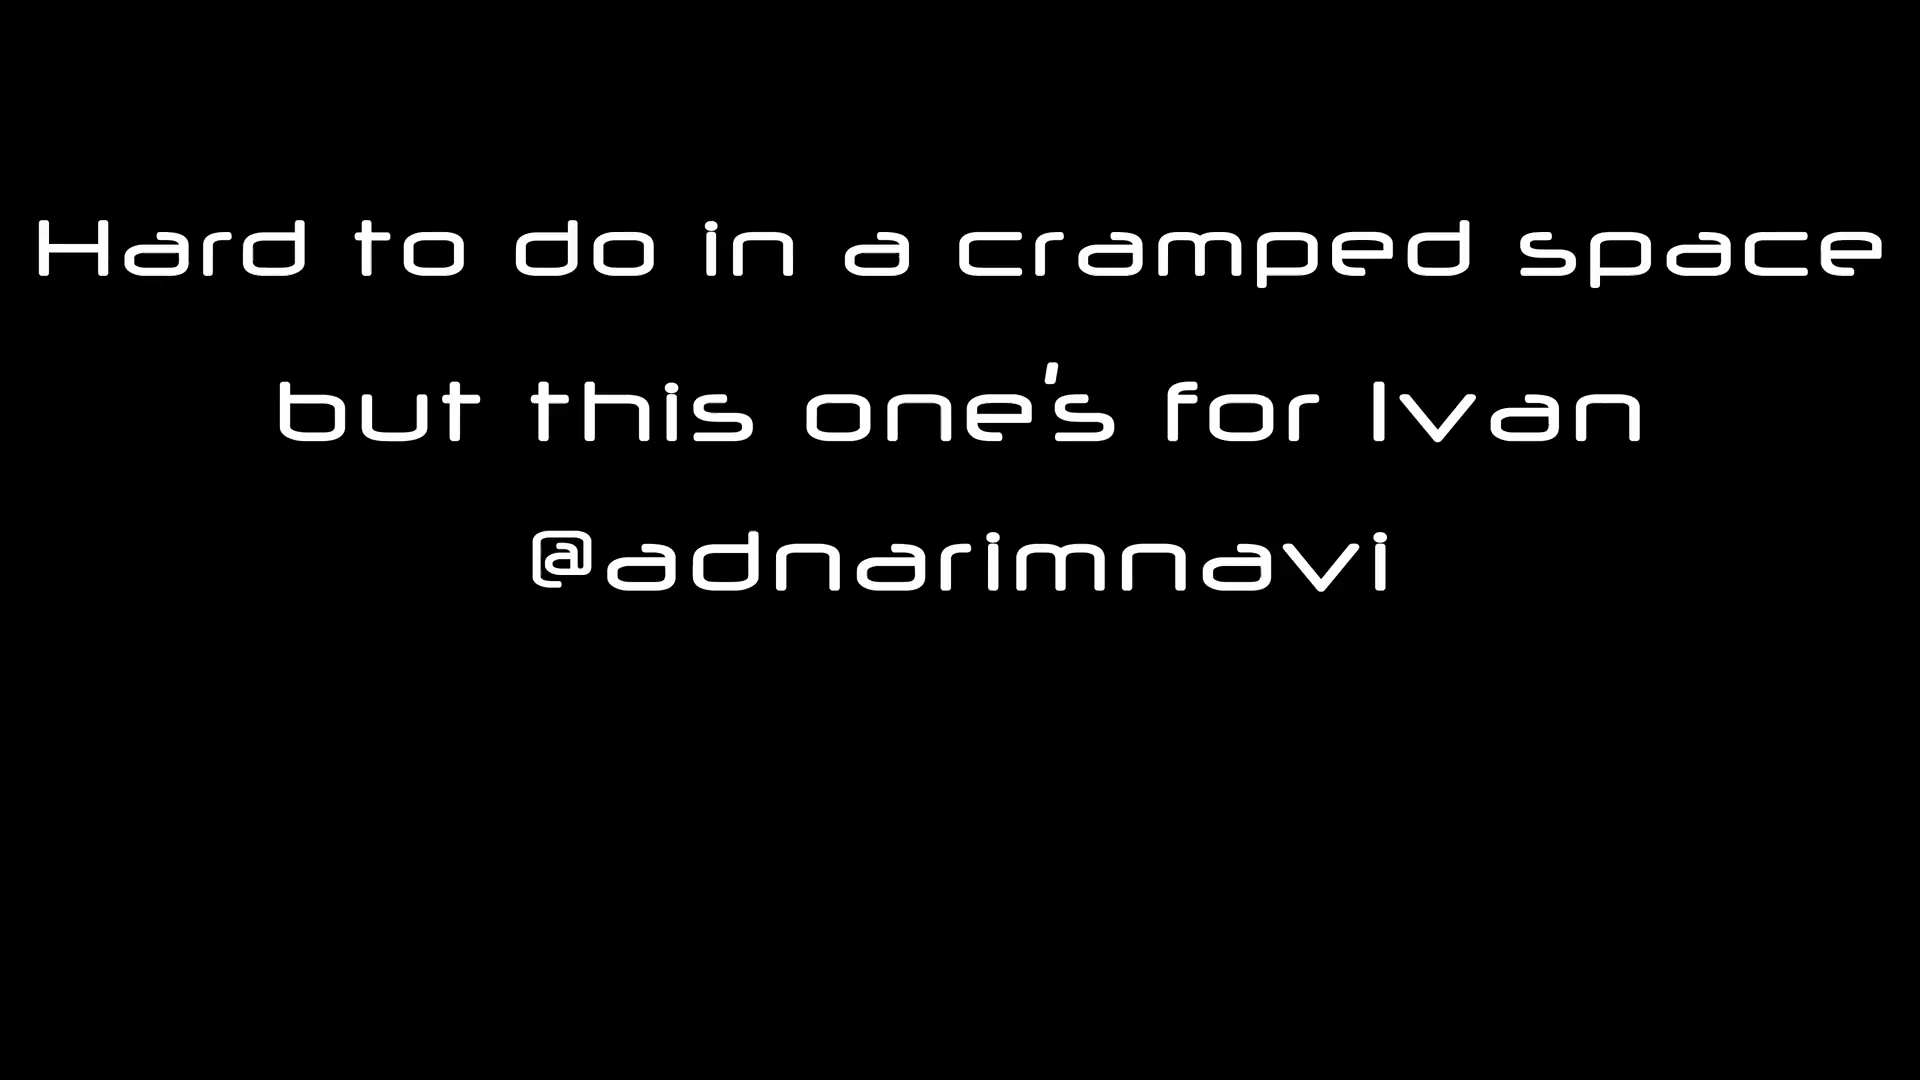 Hard to do in a cramped space
but this one's for Ivan
@adnarimnavi